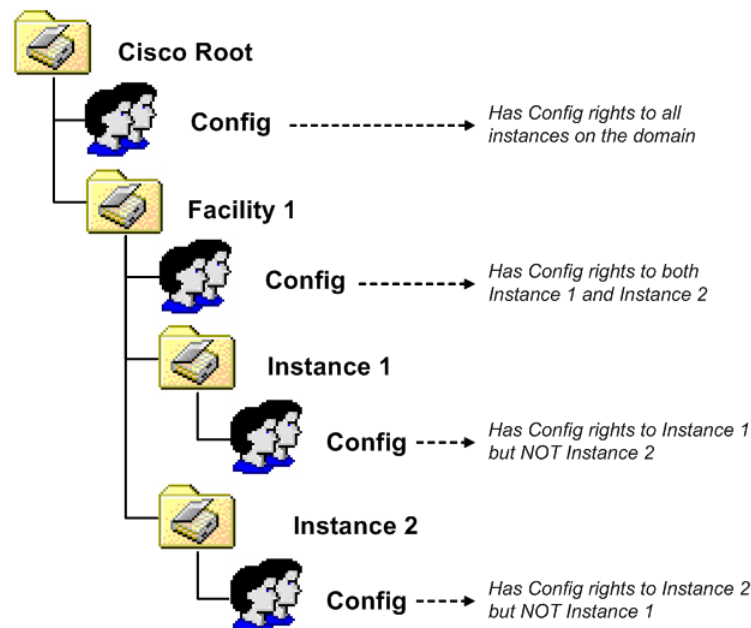 Cisco Root
Config
Has Config rights to all
instances on the domain
Facility 1
Config
Has Config rights to both
Instance 1 and Instance 2
Instance 1
Config
Has Config rights to Instance 1
but NOT Instance 2
Instance 2
Config
Has Config rights to Instance 2
but NOT Instance 1